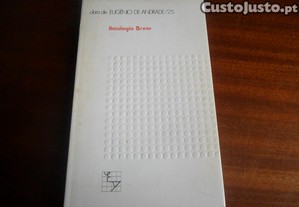 CustoJusto.pt
obra de EUGÉNIO DE ANDRADE/25
Antologia Breve